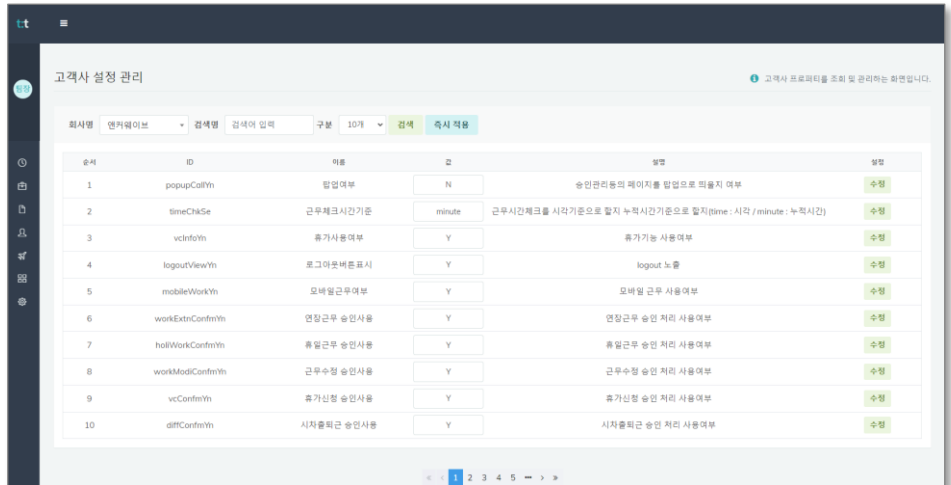 t::t
고객사 설정 관리
고객사 프로퍼티를 조회 및 관리하는 화면입니다.
팀장
회사명 앤커웨이브 검색명 검색어 입력 구분 10개 검색 즉시 적용
순서 ID 이름 값 설명 설정
1 popupCallYn 팝업여부 N 승인관리등의 페이지를 팝업으로 띄울지 여부 수정
2 timeChkSe 근무체크시간기준 minute 근무시간체크를 시각기준으로 할지 누적시간기준으로 할지(time : 시각 / minute : 누적시간) 수정
3 vcInfoYn 휴가사용여부 Y 휴가기능 사용여부 수정
4 logoutViewYn 로그아웃버튼표시 Y logout 노출 수정
5 mobileWorkYn 모바일근무여부 Y 모바일 근무 사용여부 수정
6 workExtnConfmYn 연장근무 승인사용 Y 연장근무 승인 처리 사용여부 수정
7 holiWorkConfmYn 휴일근무 승인사용 Y 휴일근무 승인 처리 사용여부 수정
8 workModiConfmYn 근무수정 승인사용 Y 근무수정 승인 처리 사용여부 수정
9 vcConfmYn 휴가신청 승인사용 Y 휴가신청 승인 처리 사용여부 수정
10 diffConfmYn 시차출퇴근 승인사용 Y 시차출퇴근 승인 처리 사용여부 수정
« ‹ 1 2 3 4 5 ••• › »